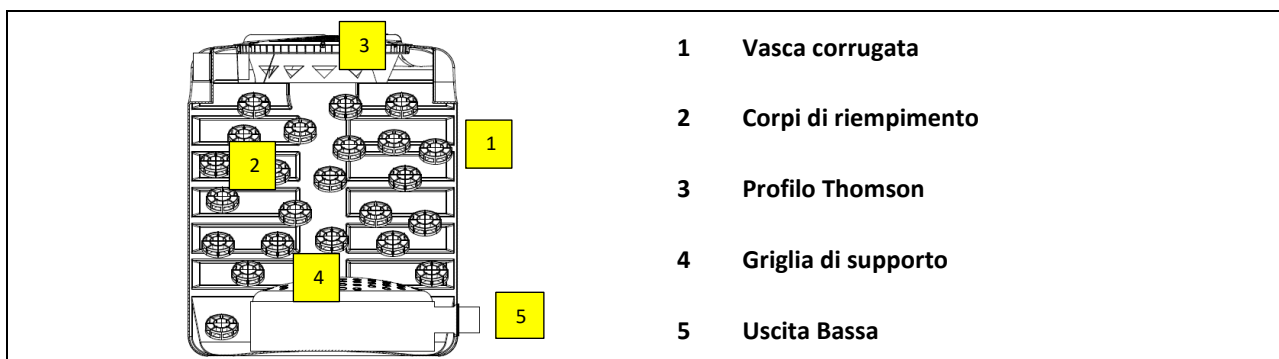 3
1
2
4
5
1 Vasca corrugata
2 Corpi di riempimento
3 Profilo Thomson
4 Griglia di supporto
5 Uscita Bassa